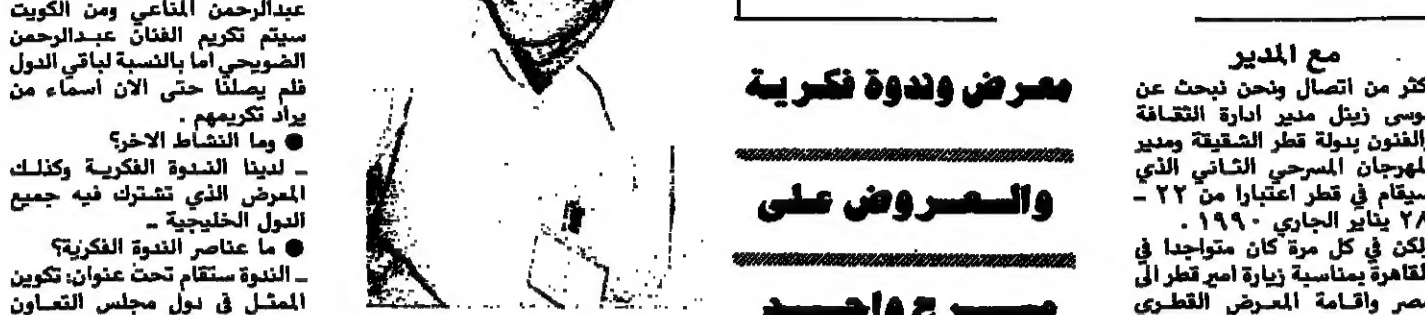 مع المدير
كثر من اتصال ونحن نبحث عن
موسى زينل مدير ادارة الثقافة
والفنون بدولة قطر الشقيقة ومدير
المهرجان المسرحي الثاني الذي
سيقام في قطر اعتبارا من ٢٢ -
٢٨ يناير الجاري ١٩٩٠ .
ولكن في كل مرة كان متواجدا في
القاهرة بمناسبة زيارة امير قطر الى
مصر واقامة المعرض القطري
معرض وندوة فكرية
والعروض على
مسرح واحد
عبدالرحمن المناعي ومن الكويت
سيتم تكريم الفنان عبدالرحمن
الضويحي اما بالنسبة لباقي الدول
فلم يصلنا حتى الان اسماء من
يراد تكريمهم .
● وما النشاط الاخر؟
ـ لدينا الندوة الفكرية وكذلك
المعرض الذي تشترك فيه جميع
الدول الخليجية ـ
● ما عناصر الندوة الفكرية؟
ـ الندوة ستقام تحت عنوان: تكوين
الممثل في دول مجلس التعاون